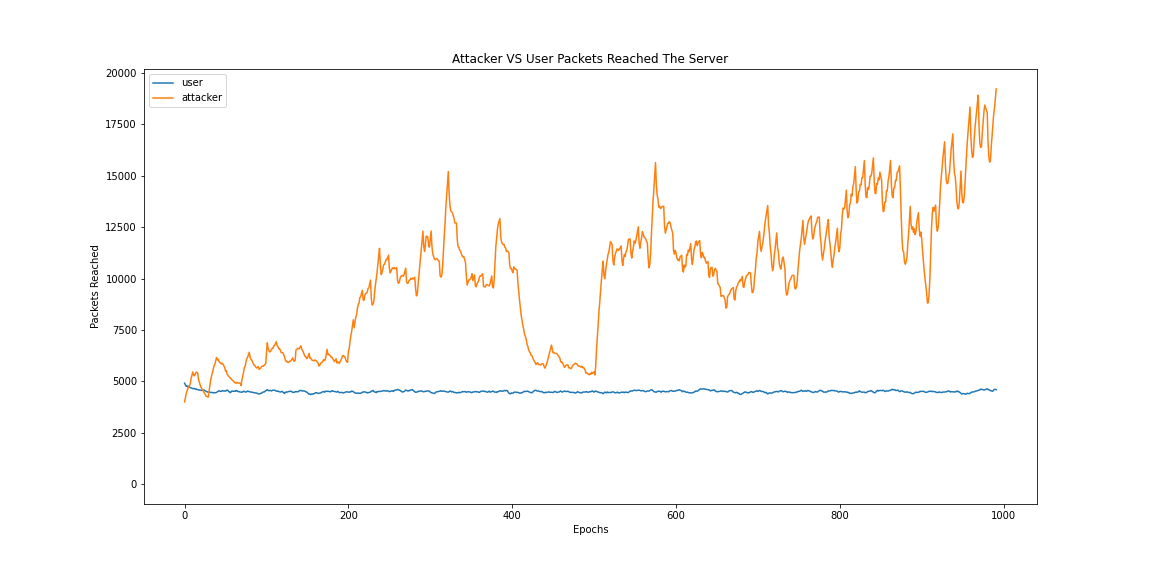 Attacker VS User Packets Reached The Server
user
attacker
20000
17500
15000
12500
10000
7500
5000
2500
0
Packets Reached
0 200 400 600 800 1000
Epochs